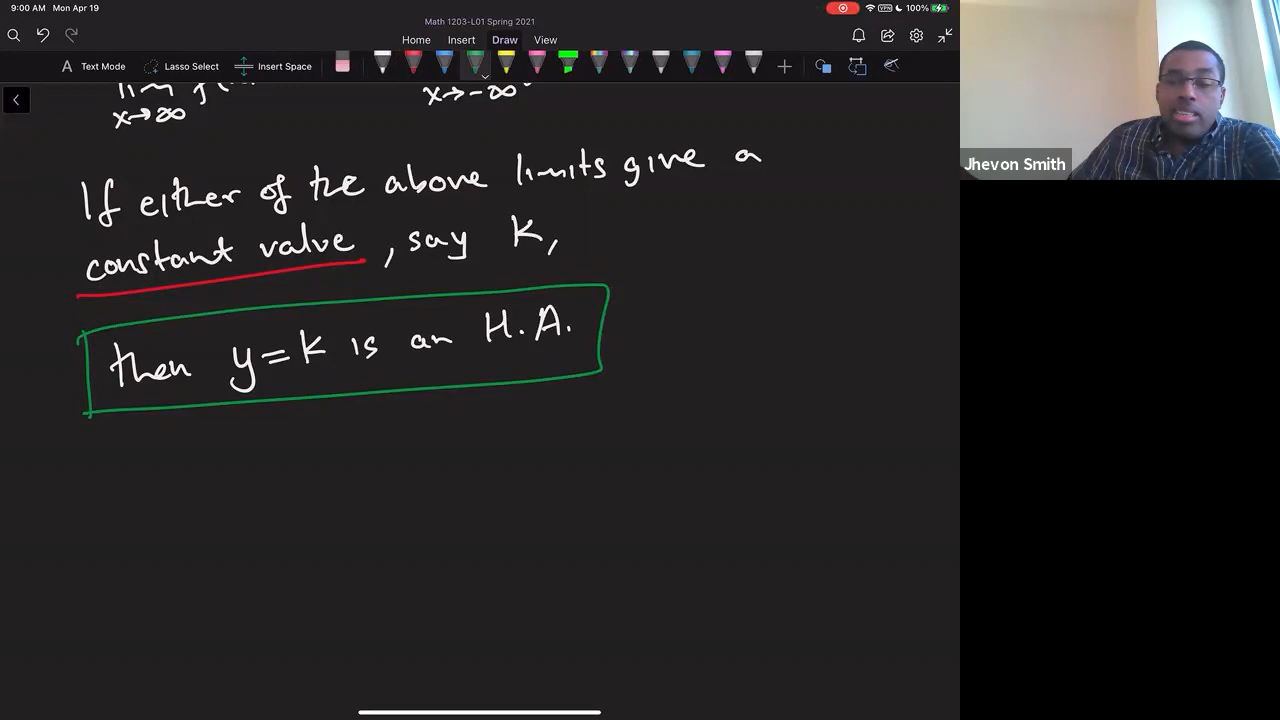 9:00 AM Mon Apr 19
100%
Math 1203-L01 Spring 2021
Home Insert Draw View
Text Mode Lasso Select Insert Space
lim
x→∞ x→-∞
If either of the above limits give a
constant value, say K,
then y=K is an H.A.
Jhevon Smith